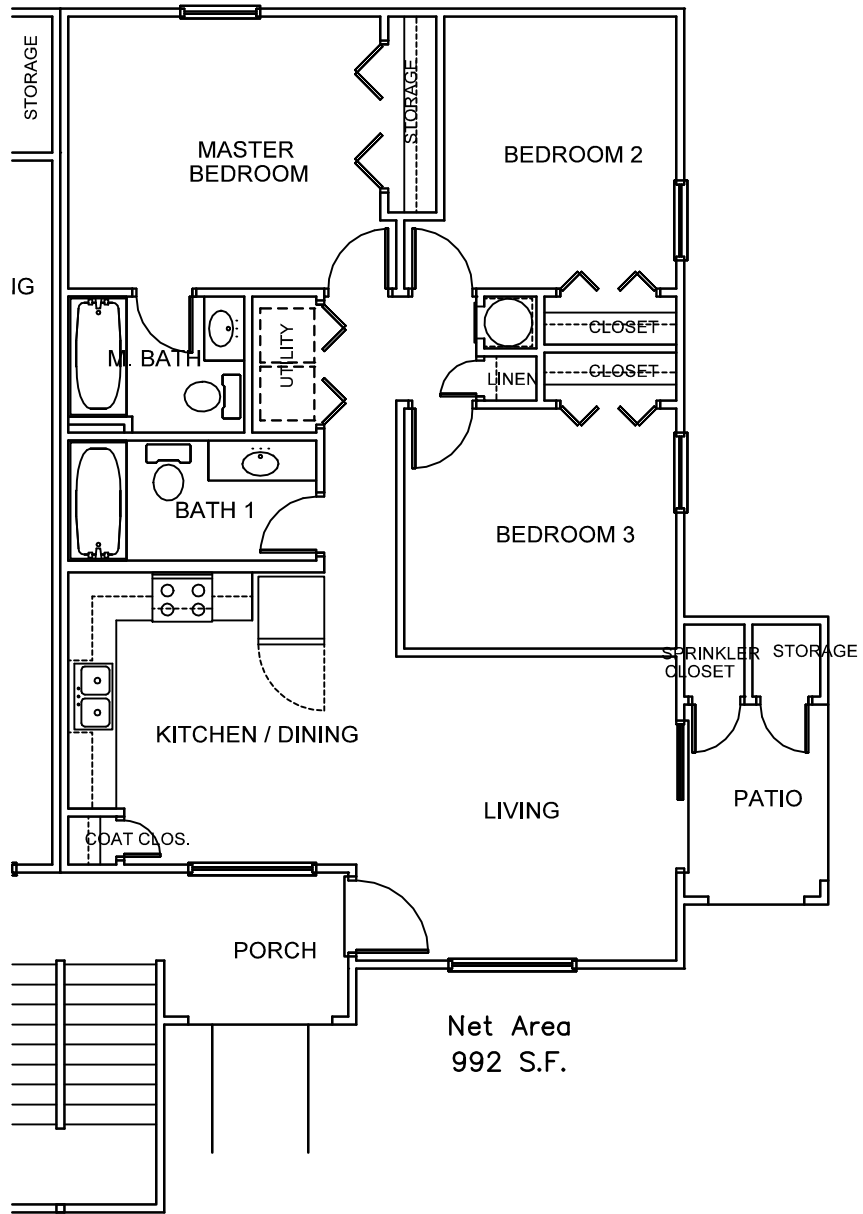 STORAGE
STORAGE
MASTER
BEDROOM
BEDROOM 2
IG
UTILITY
CLOSET
M. BATH
LINEN
CLOSET
BATH 1
BEDROOM 3
SPRINKLER
CLOSET
STORAGE
KITCHEN / DINING
PATIO
LIVING
COAT CLOS.
PORCH
Net Area
992 S.F.